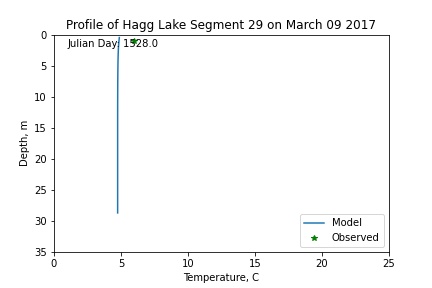 Profile of Hagg Lake Segment 29 on March 09 2017
Julian Day: 1528.0
0
5
10
15
20
25
30
35
Depth, m
0
5
10
15
20
25
Temperature, C
Model
Observed